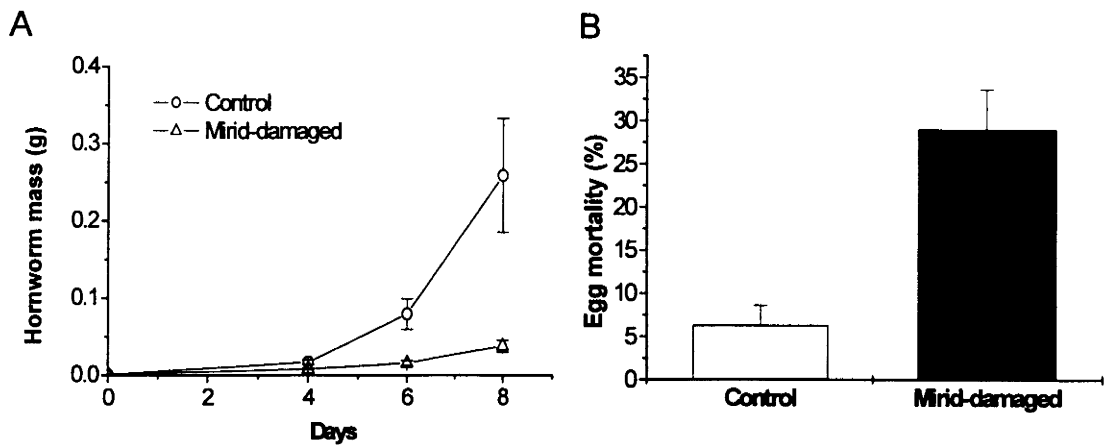 A
Hornworm mass (g)
0.4
0.3
0.2
0.1
0.0
Control
Mirid-damaged
0
2
4
6
8
Days
B
Egg mortality (%)
35
30
25
20
15
10
5
0
Control
Mirid-damaged